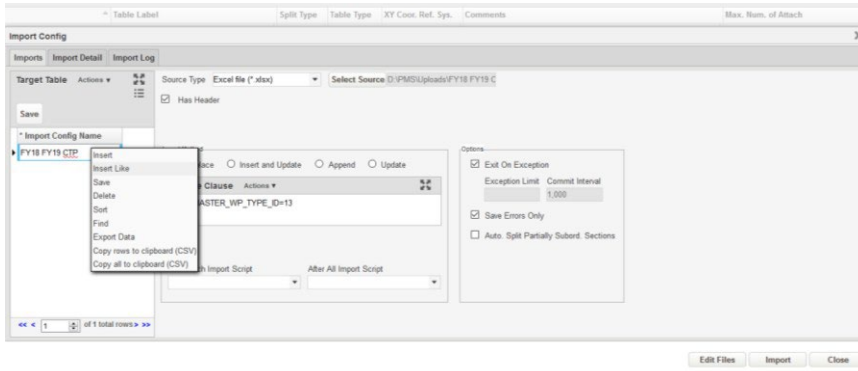 Table Label Split Type Table Type XY Coor. Ref. Sys. Comments Max. Num. of Attach
Import Config
Imports Import Detail Import Log
Target Table Actions
Source Type Excel file (*.xlsx) Select Source D:\PMS\Uploads\FY18 FY19 C
Has Header
Save
* Import Config Name
FY18 FY19 CTP
Insert
Insert Like
Save
Delete
Sort
Find
Export Data
Copy rows to clipboard (CSV)
Copy all to clipboard (CSV)
Insert and Update Append Update
Clause Actions
ASTER_WP_TYPE_ID=13
Import Script After All Import Script
Options
Exit On Exception
Exception Limit Commit Interval
1,000
Save Errors Only
Auto. Split Partially Subord. Sections
<< < 1 of 1 total rows > >>
Edit Files Import Close